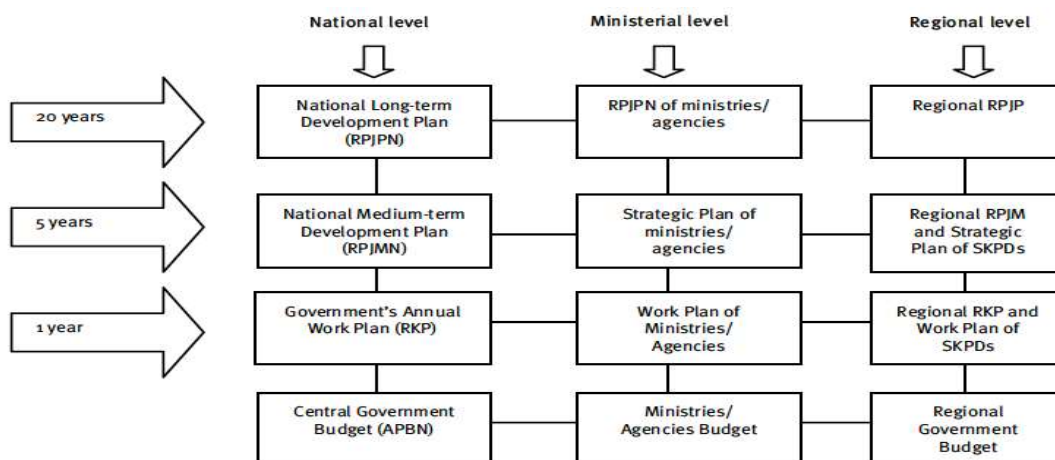 National level
Ministerial level
Regional level
20 years
National Long-term
Development Plan
(RPJPN)
RPJPN of ministries/
agencies
Regional RPJP
5 years
National Medium-term
Development Plan
(RPJMN)
Strategic Plan of
ministries/
agencies
Regional RPJM
and Strategic
Plan of SKPDs
1 year
Government's Annual
Work Plan (RKP)
Work Plan of
Ministries/
Agencies
Regional RKP and
Work Plan of
SKPDs
Central Government
Budget (APBN)
Ministries/
Agencies Budget
Regional
Government
Budget